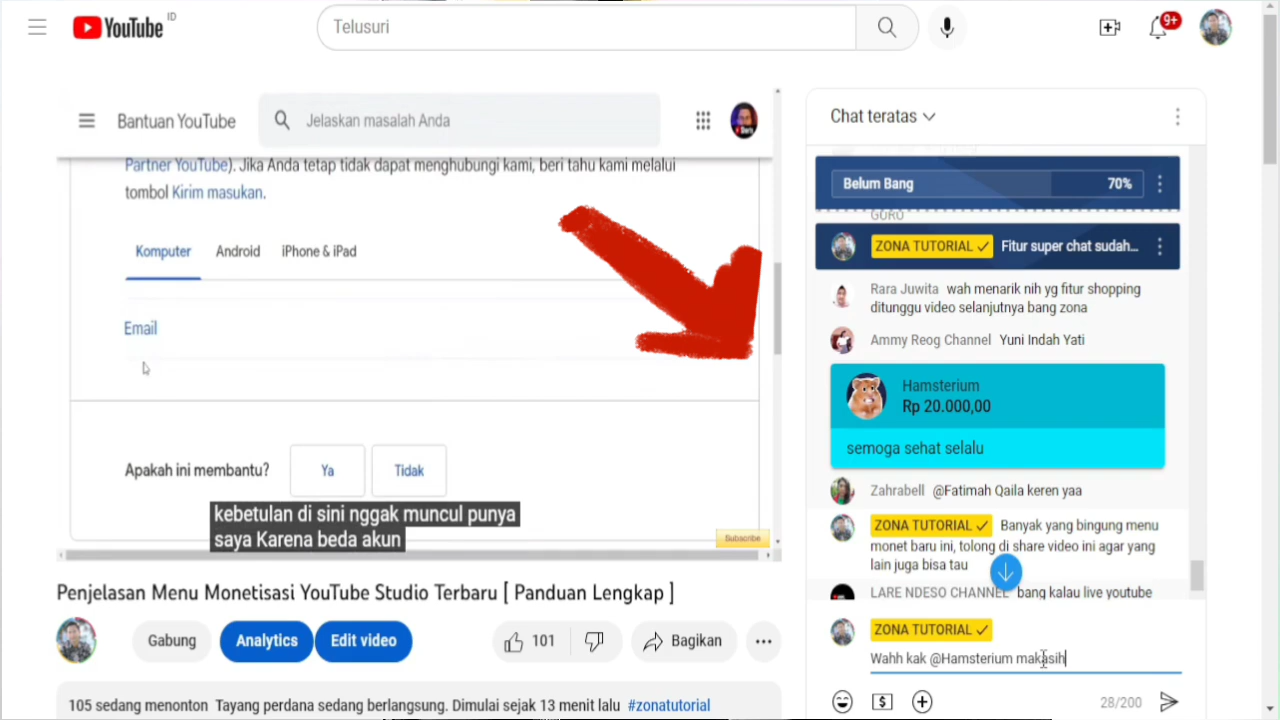 YouTube ID
Telusuri
9+
Bantuan YouTube
Jelaskan masalah Anda
Partner YouTube). Jika Anda tetap tidak dapat menghubungi kami, beri tahu kami melalui
tombol Kirim masukan.
Komputer Android iPhone & iPad
Email
Apakah ini membantu? Ya Tidak
kebetulan di sini nggak muncul punya
saya Karena beda akun
Subscribe
Penjelasan Menu Monetisasi YouTube Studio Terbaru [ Panduan Lengkap ]
Gabung Analytics Edit video 101 Bagikan
105 sedang menonton Tayang perdana sedang berlangsung. Dimulai sejak 13 menit lalu #zonatutorial
Chat teratas
Belum Bang 70%
ZONA TUTORIAL Fitur super chat sudah...
Rara Juwita wah menarik nih yg fitur shopping
ditunggu video selanjutnya bang zona
Ammy Reog Channel Yuni Indah Yati
Hamsterium
Rp 20.000,00
semoga sehat selalu
Zahrabell @Fatimah Qaila keren yaa
ZONA TUTORIAL Banyak yang bingung menu
monet baru ini, tolong di share video ini agar yang
lain juga bisa tau
LARE NDESO CHANNEL bang kalau live youtube
ZONA TUTORIAL
Wahh kak @Hamsterium makasih
28/200